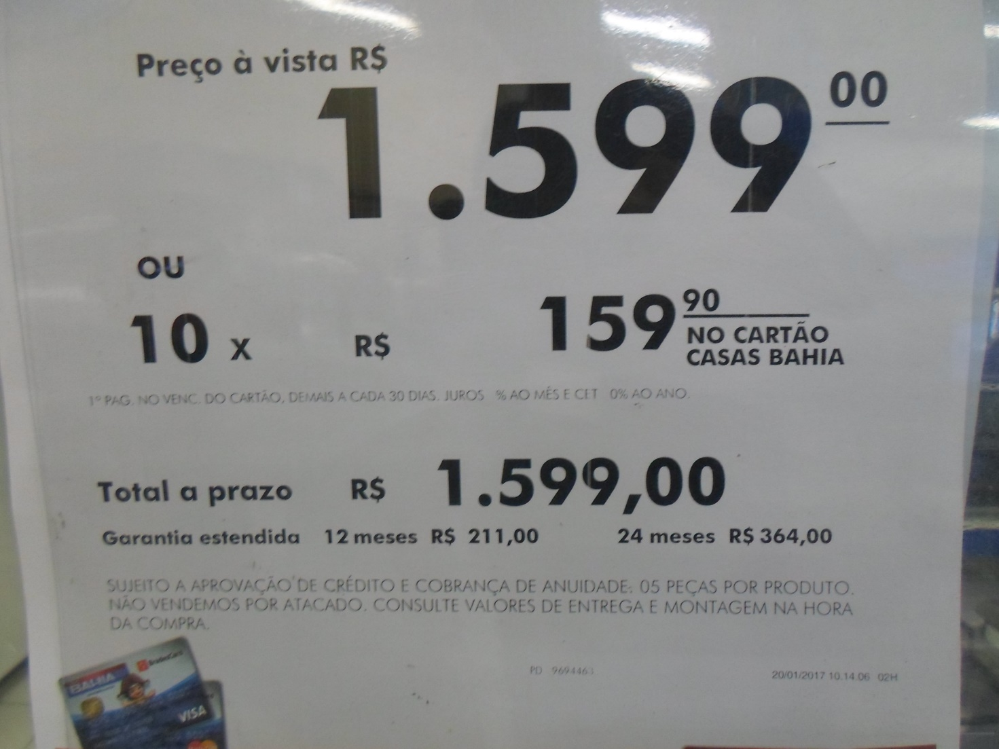 Preço à vista R$
1.599 00
OU
10 x R$ 159 90
NO CARTÃO
CASAS BAHIA
1º PAG. NO VENC. DO CARTÃO, DEMAIS A CADA 30 DIAS. JUROS % AO MÊS E CET 0% AO ANO.
Total a prazo R$ 1.599,00
Garantia estendida 12 meses R$ 211,00 24 meses R$ 364,00
SUJEITO A APROVAÇÃO DE CRÉDITO E COBRANÇA DE ANUIDADE. 05 PEÇAS POR PRODUTO.
NÃO VENDEMOS POR ATACADO. CONSULTE VALORES DE ENTREGA E MONTAGEM NA HORA
DA COMPRA.
PD 9694463
20/01/2017 10.14.06 02H
BradesCard
BAHIA
VISA